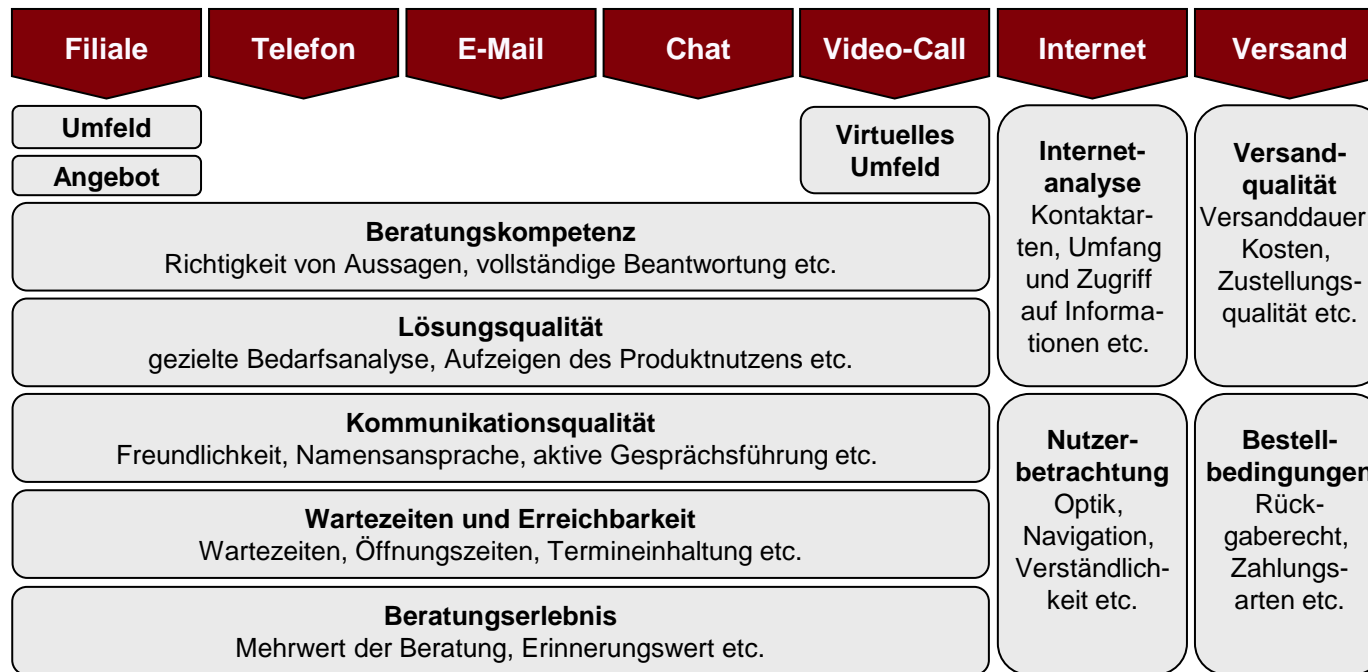 Filiale
Telefon
E-Mail
Chat
Video-Call
Internet
Versand
Umfeld
Angebot
Virtuelles
Umfeld
Beratungskompetenz
Richtigkeit von Aussagen, vollständige Beantwortung etc.
Lösungsqualität
gezielte Bedarfsanalyse, Aufzeigen des Produktnutzens etc.
Kommunikationsqualität
Freundlichkeit, Namensansprache, aktive Gesprächsführung etc.
Wartezeiten und Erreichbarkeit
Wartezeiten, Öffnungszeiten, Termineinhaltung etc.
Beratungserlebnis
Mehrwert der Beratung, Erinnerungswert etc.
Internet-
analyse
Kontaktar-
ten, Umfang
und Zugriff
auf Informa-
tionen etc.
Nutzer-
betrachtung
Optik,
Navigation,
Verständlich-
keit etc.
Versand-
qualität
Versanddauer
Kosten,
Zustellungs-
qualität etc.
Bestell-
bedingungen
Rück-
gaberecht,
Zahlungs-
arten etc.